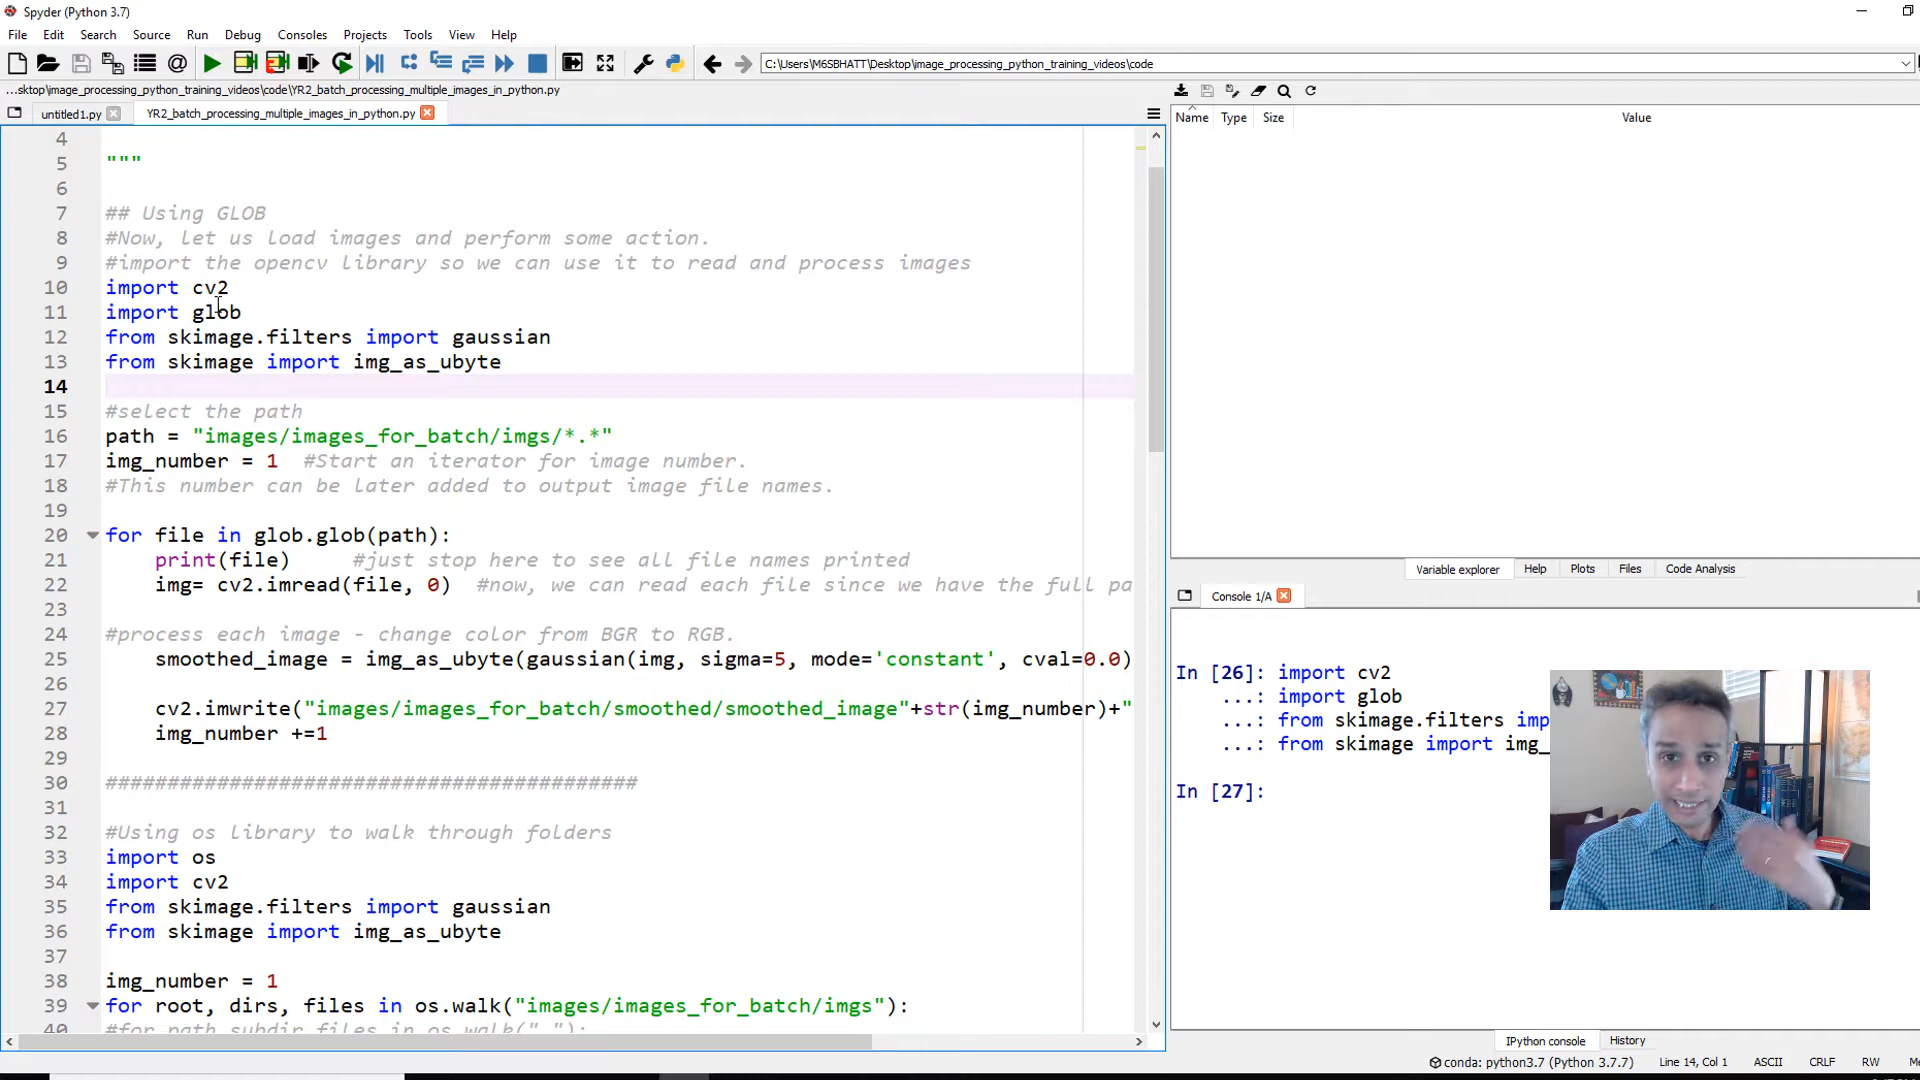 Spyder (Python 3.7)
File Edit Search Source Run Debug Consoles Projects Tools View Help
C:\Users\M6SBHATT\Desktop\image_processing_python_training_videos\code
...sktop\image_processing_python_training_videos\code\YR2_batch_processing_multiple_images_in_python.py
untitled1.py YR2_batch_processing_multiple_images_in_python.py
4
5 """
6
7 ## Using GLOB
8 #Now, let us load images and perform some action.
9 #import the opencv library so we can use it to read and process images
10 import cv2
11 import glob
12 from skimage.filters import gaussian
13 from skimage import img_as_ubyte
14
15 #select the path
16 path = "images/images_for_batch/imgs/*.*"
17 img_number = 1  #Start an iterator for image number.
18 #This number can be later added to output image file names.
19
20 for file in glob.glob(path):
21     print(file)     #just stop here to see all file names printed
22     img= cv2.imread(file, 0)  #now, we can read each file since we have the full pa
23
24 #process each image - change color from BGR to RGB.
25     smoothed_image = img_as_ubyte(gaussian(img, sigma=5, mode='constant', cval=0.0)
26
27     cv2.imwrite("images/images_for_batch/smoothed/smoothed_image"+str(img_number)+"
28     img_number +=1
29
30 ###########################################
31
32 #Using os library to walk through folders
33 import os
34 import cv2
35 from skimage.filters import gaussian
36 from skimage import img_as_ubyte
37
38 img_number = 1
39 for root, dirs, files in os.walk("images/images_for_batch/imgs"):
40 #for path subdir files in os.walk(" "):
Name Type Size Value
Variable explorer Help Plots Files Code Analysis
Console 1/A
In [26]: import cv2
...: import glob
...: from skimage.filters imp
...: from skimage import img_
In [27]:
IPython console History
conda: python3.7 (Python 3.7.7) Line 14, Col 1 ASCII CRLF RW